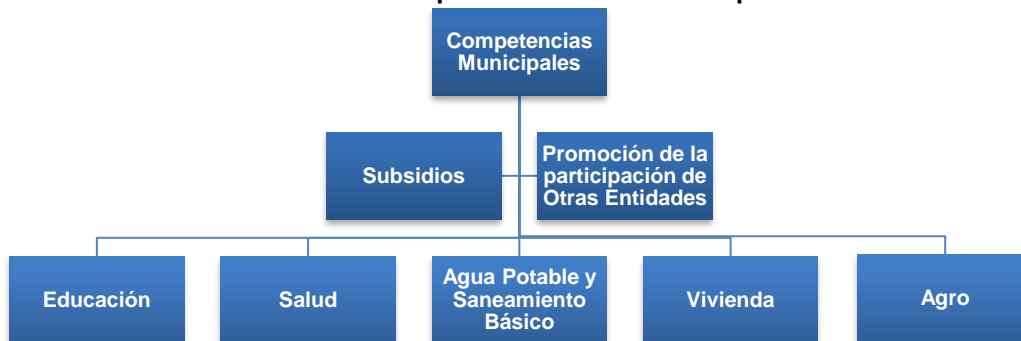 Competencias
Municipales
Subsidios
Promoción de la
participación de
Otras Entidades
Educación
Salud
Agua Potable y
Saneamiento
Básico
Vivienda
Agro